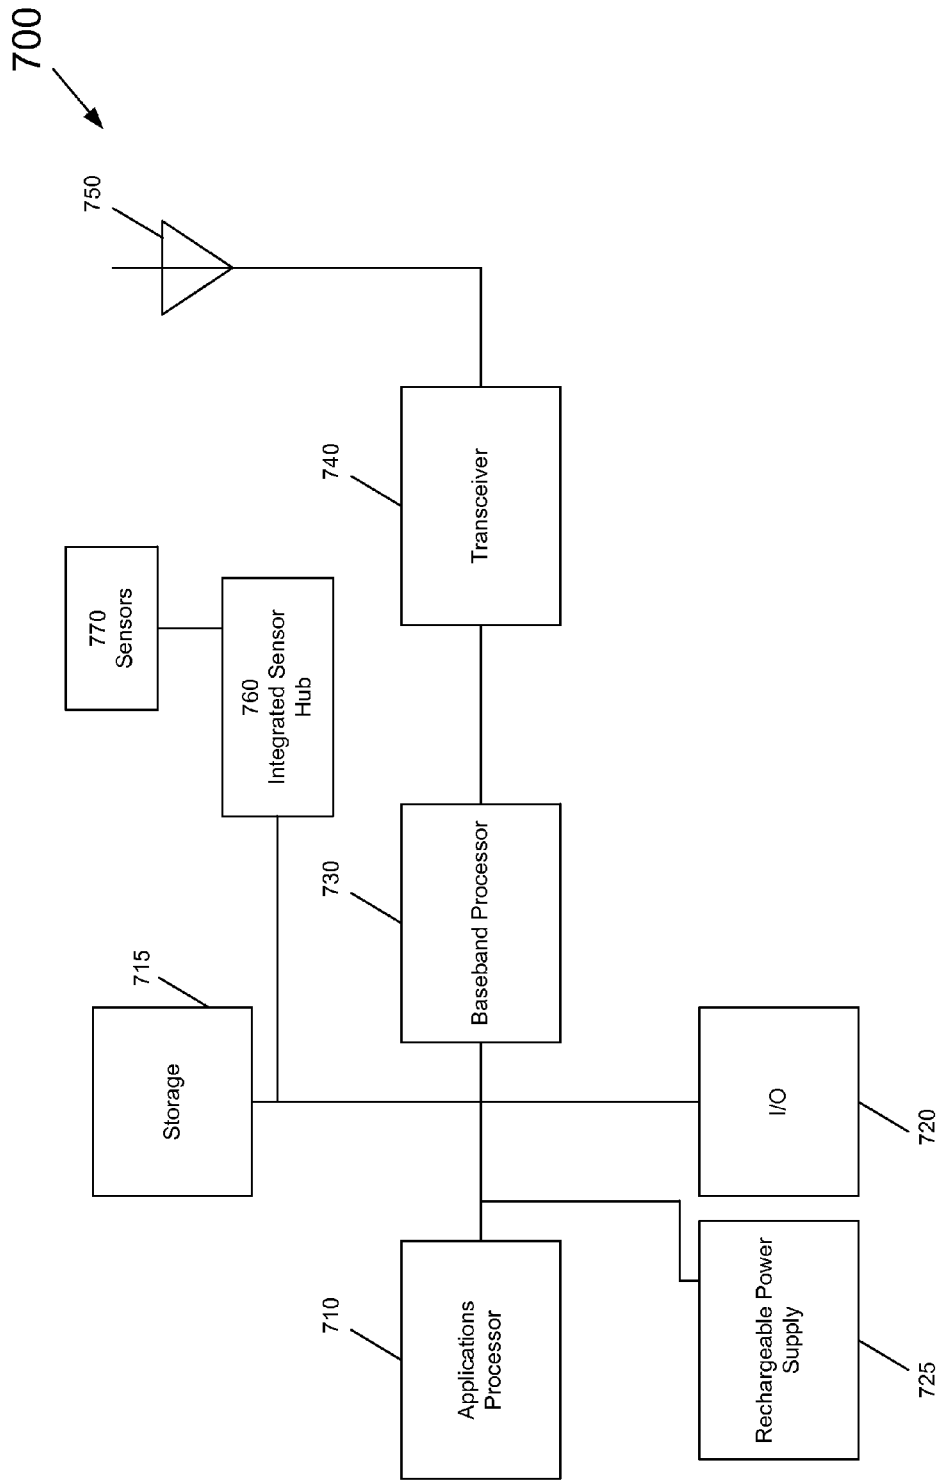 700
750
770
Sensors
760
Integrated Sensor
Hub
740
Transceiver
715
Storage
730
Baseband Processor
710
Applications
Processor
I/O
720
Rechargeable Power
Supply
725